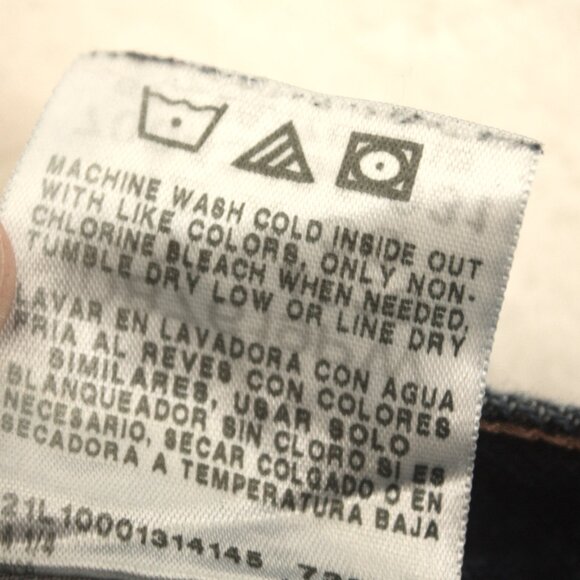 MACHINE WASH COLD INSIDE OUT
WITH LIKE COLORS, ONLY NON-
CHLORINE BLEACH WHEN NEEDED,
TUMBLE DRY LOW OR LINE DRY
LAVAR EN LAVADORA CON AGUA
FRIA AL REVES CON COLORES
SIMILARES, USAR SOLO
BLANQUEADOR SIN CLORO SI ES
NECESARIO, SECAR COLGADO O EN
SECADORA A TEMPERATURA BAJA
21L10001314145